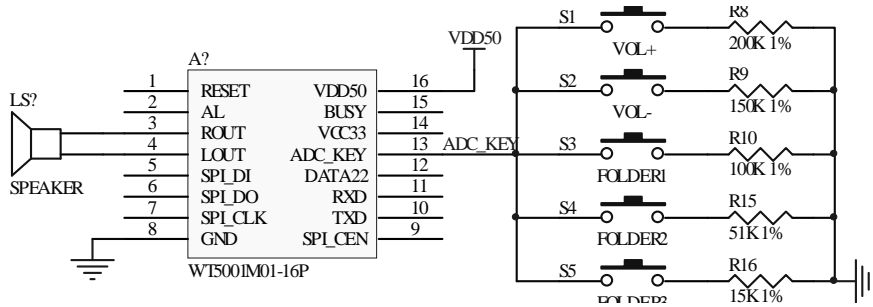 S1
R8
VOL+
200K 1%
VDD50
A?
LS?
SPEAKER
1
RESET
VDD50
16
2
AL
BUSY
15
3
ROUT
VCC33
14
4
LOUT
ADC_KEY
13
ADC_KEY
5
SPI_DI
DATA22
12
6
SPI_DO
RXD
11
7
SPI_CLK
TXD
10
8
GND
SPI_CEN
9
WT5001M01-16P
S2
R9
VOL-
150K 1%
S3
R10
FOLDER1
100K 1%
S4
R15
FOLDER2
51K 1%
S5
R16
FOLDER3
15K 1%